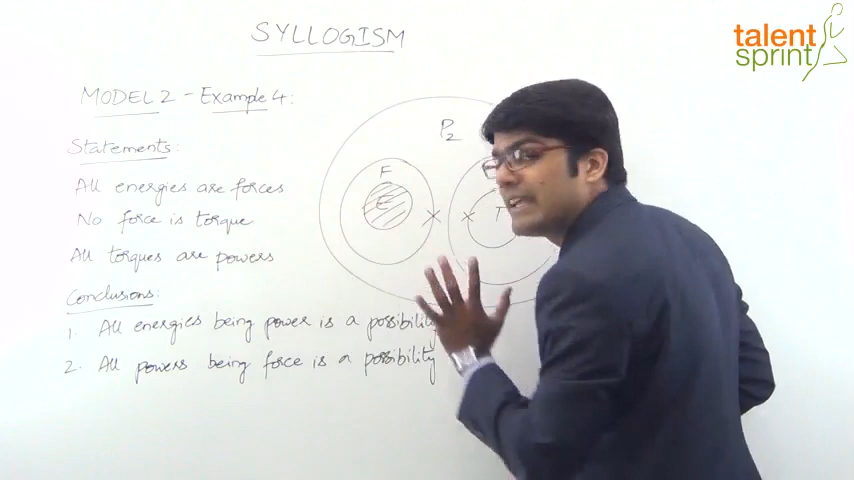 SYLLOGISM
talent
sprint
MODEL 2 - Example 4:
P2
Statements:
F
All energies are forces
E
T
No force is torque
All torques are powers
Conclusions:
1. All energies being power is a possibility
2. All powers being force is a possibility